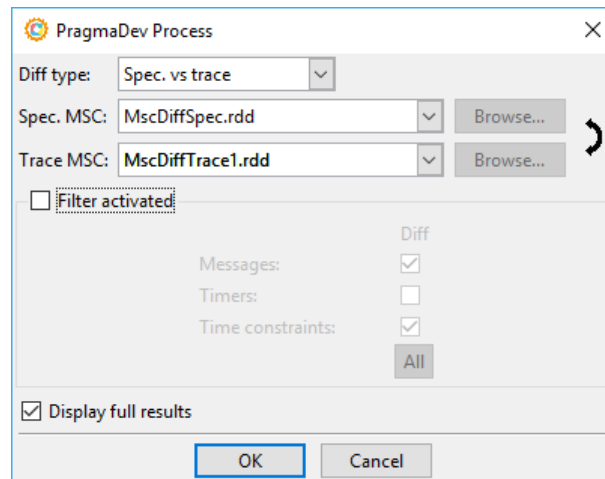 PragmaDev Process
Diff type: Spec. vs trace
Spec. MSC: MscDiffSpec.rdd Browse...
Trace MSC: MscDiffTrace1.rdd Browse...
Filter activated
Diff
Messages:
Timers:
Time constraints:
All
Display full results
OK Cancel